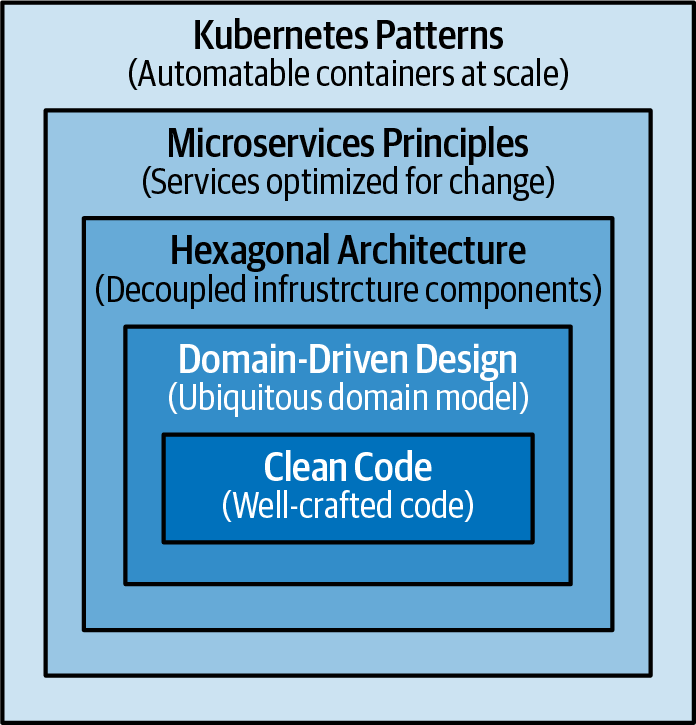 Kubernetes Patterns
(Automatable containers at scale)
Microservices Principles
(Services optimized for change)
Hexagonal Architecture
(Decoupled infrustrcture components)
Domain-Driven Design
(Ubiquitous domain model)
Clean Code
(Well-crafted code)